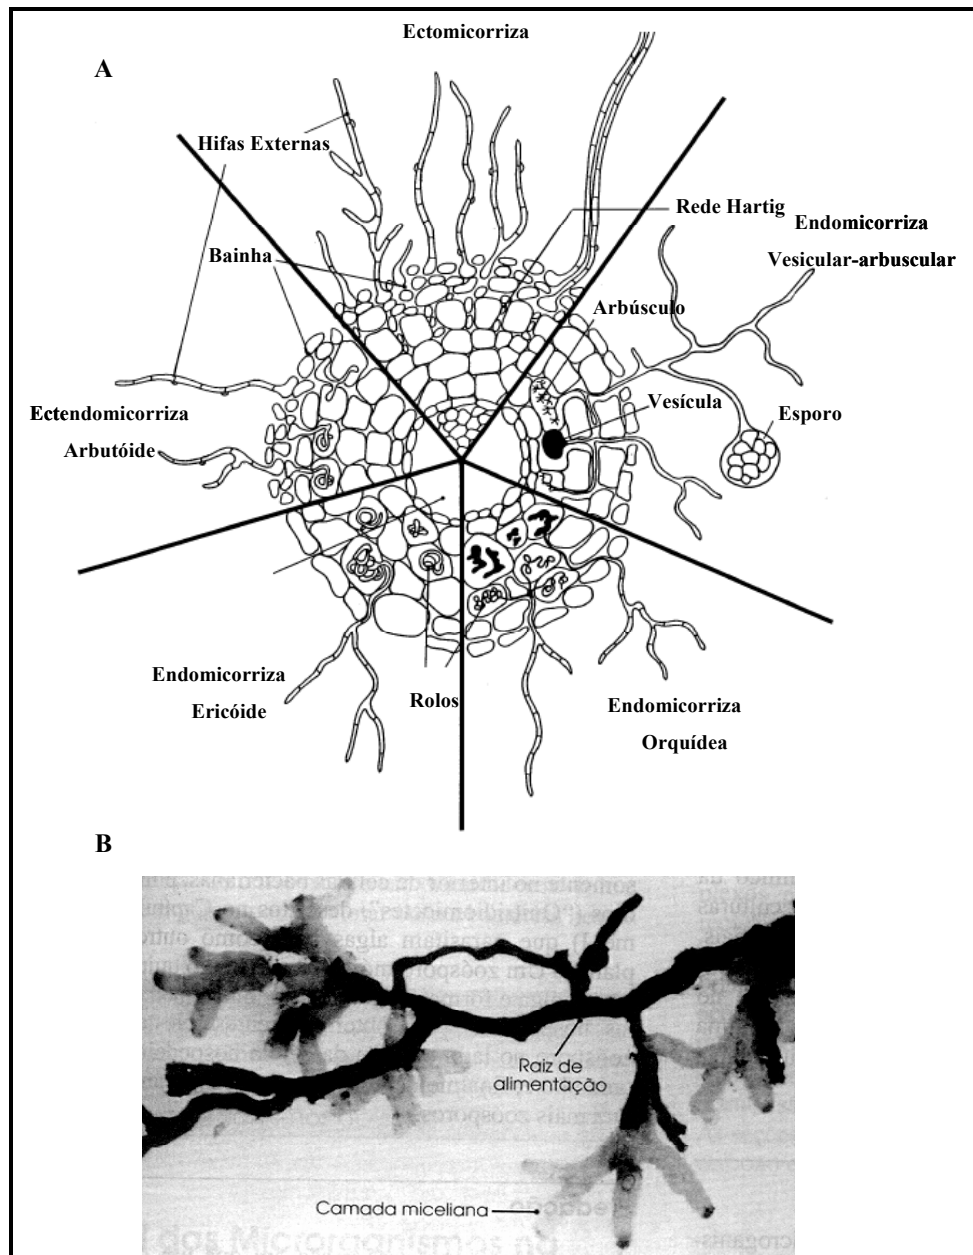 Ectomicorriza
A
Hifas Externas
Rede Hartig
Endomicorriza
Vesicular-arbuscular
Bainha
Arbúsculo
Ectendomicorriza
Arbutóide
Vesícula
Esporo
Endomicorriza
Ericóide
Rolos
Endomicorriza
Orquídea
B
Raiz de
alimentação
Camada miceliana